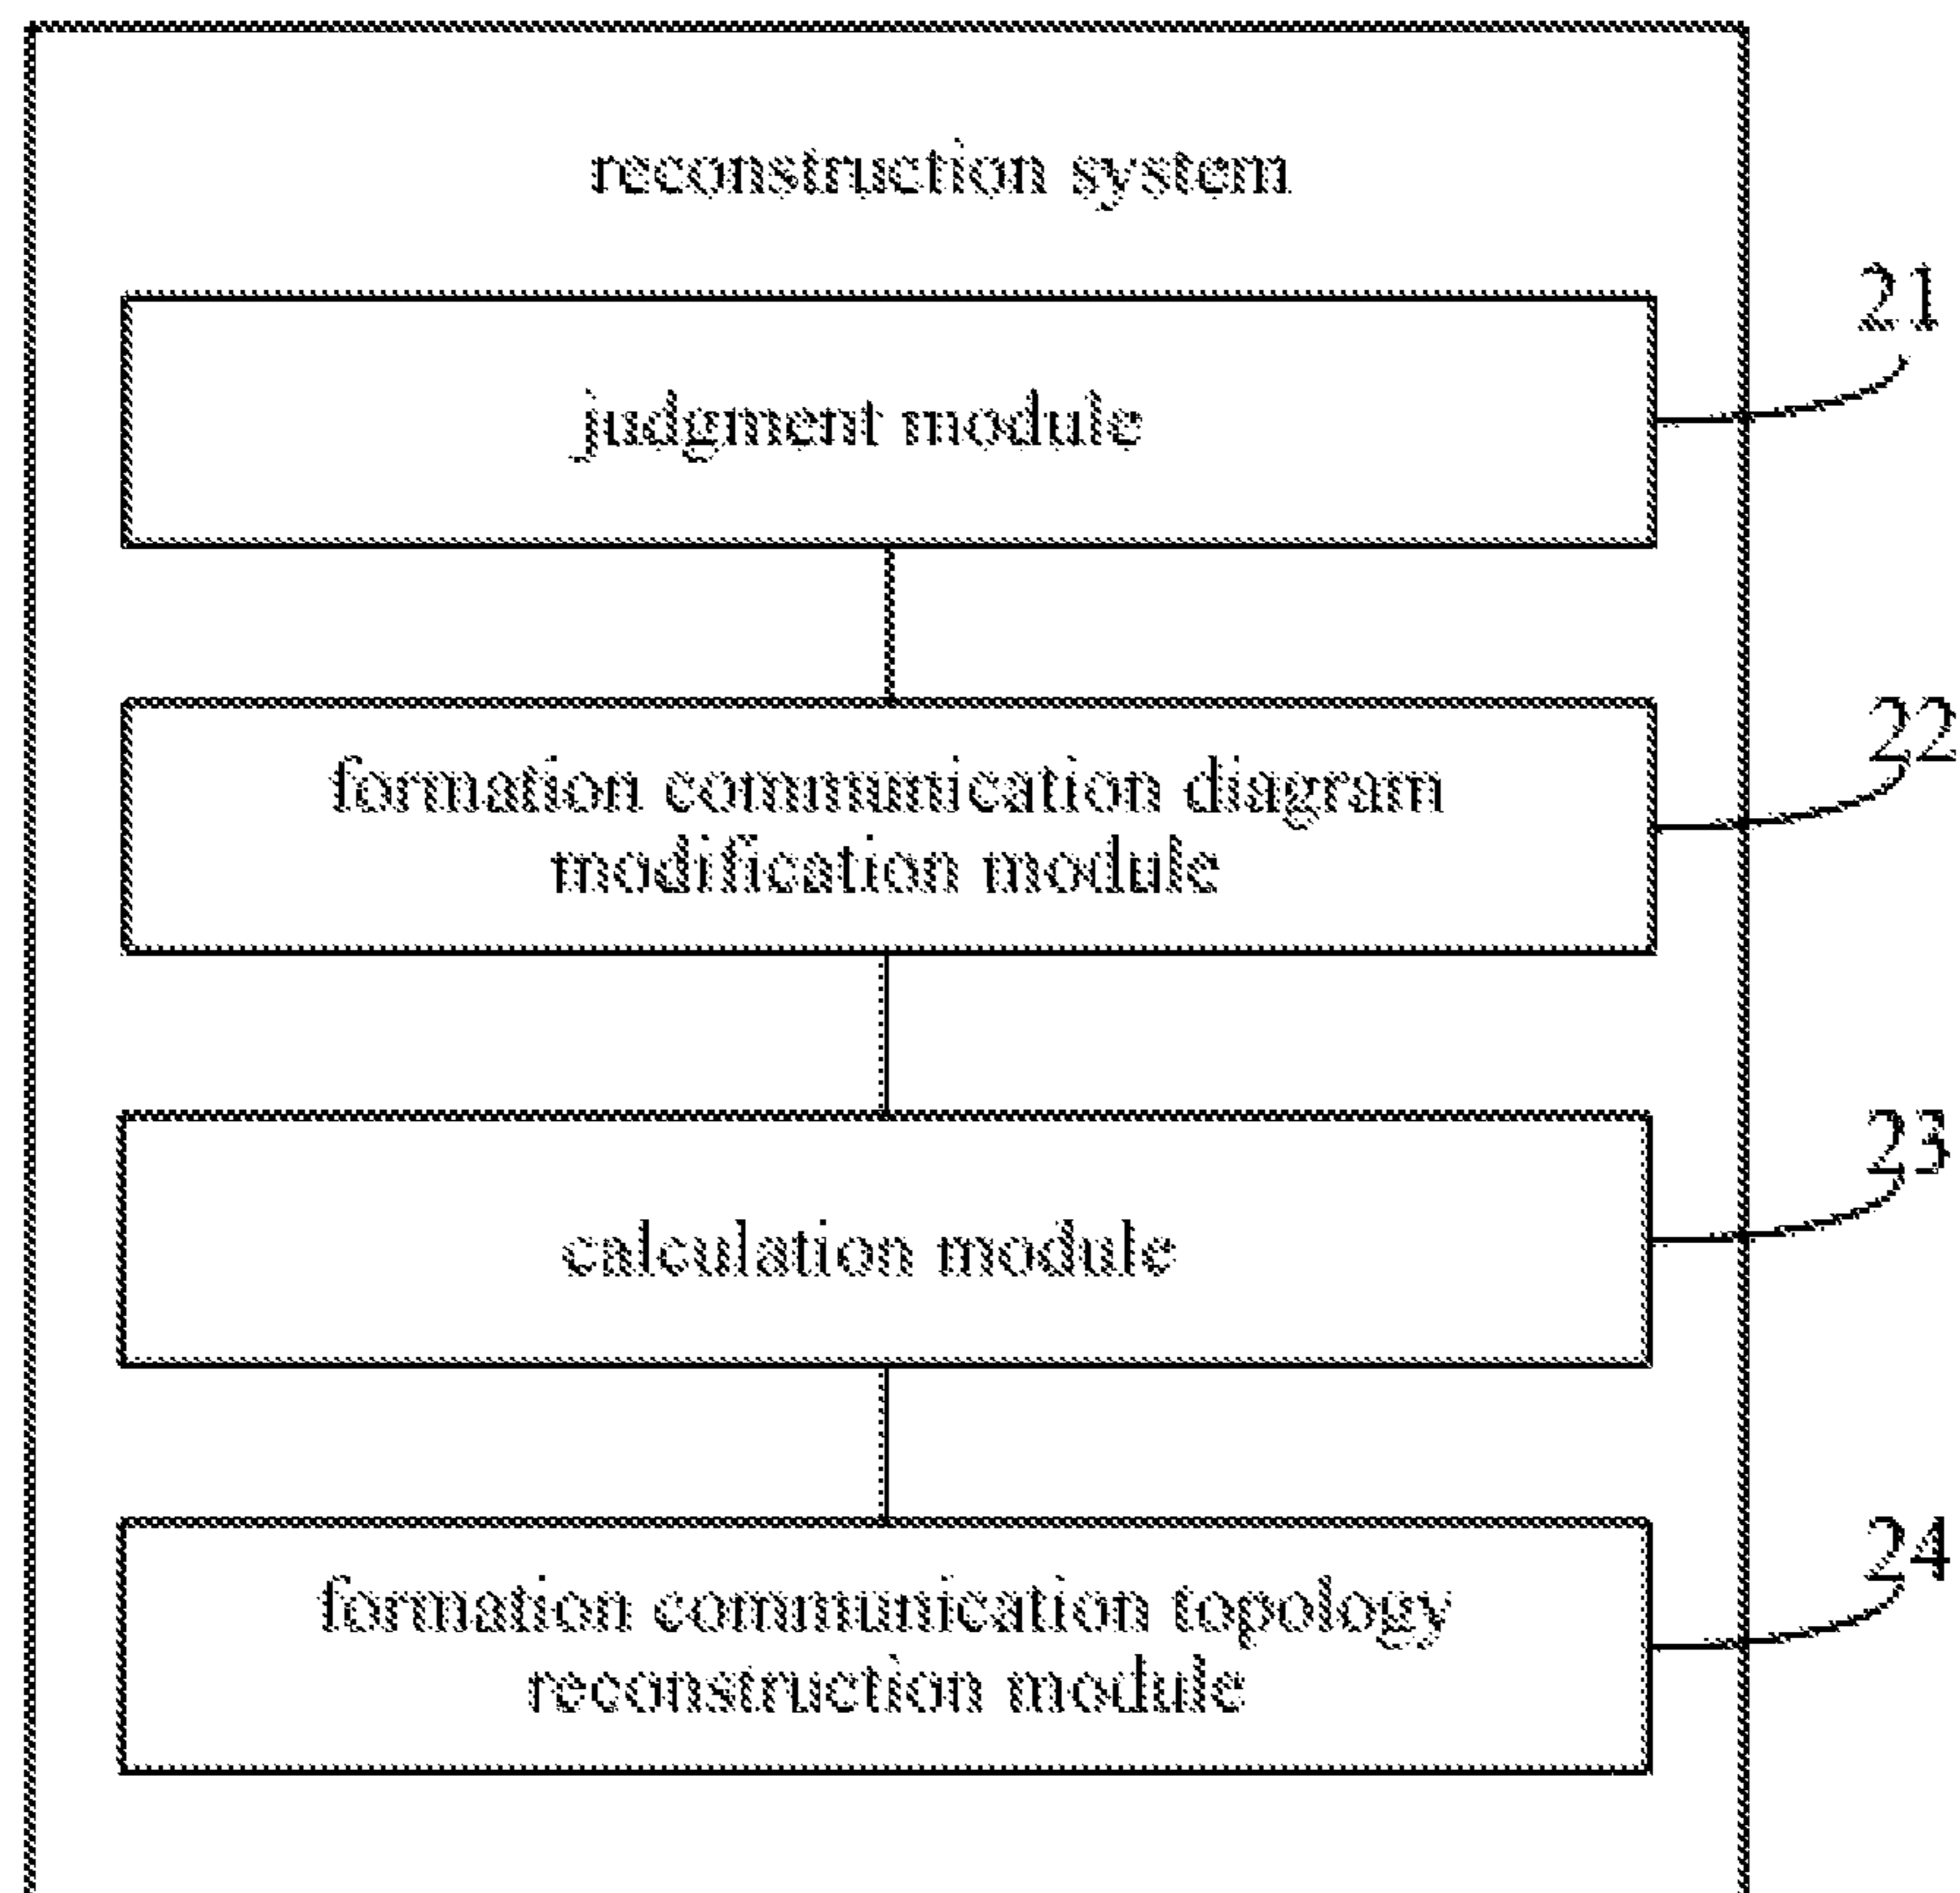 reconstruction system
21
judgment module
22
formation communication diagram
modification module
23
calculation module
24
formation communication topology
reconstruction module